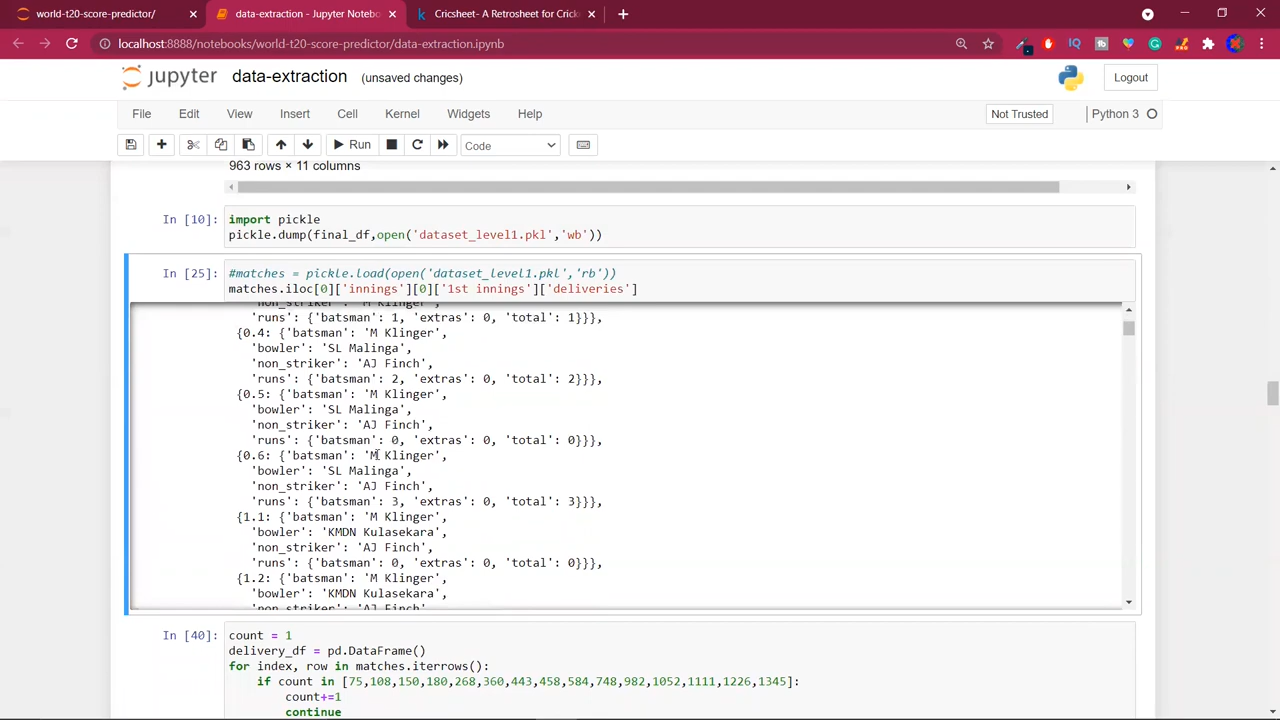 world-t20-score-predictor/
data-extraction - Jupyter Notebo
Cricsheet- A Retrosheet for Crick
localhost:8888/notebooks/world-t20-score-predictor/data-extraction.ipynb
jupyter data-extraction (unsaved changes)
Logout
File Edit View Insert Cell Kernel Widgets Help
Not Trusted
Python 3
Run
Code
963 rows × 11 columns
In [10]: import pickle
pickle.dump(final_df,open('dataset_level1.pkl','wb'))
In [25]: #matches = pickle.load(open('dataset_level1.pkl','rb'))
matches.iloc[0]['innings'][0]['1st innings']['deliveries']
'non_striker': 'AJ Finch',
'runs': {'batsman': 1, 'extras': 0, 'total': 1}}},
{0.4: {'batsman': 'M Klinger',
'bowler': 'SL Malinga',
'non_striker': 'AJ Finch',
'runs': {'batsman': 2, 'extras': 0, 'total': 2}}},
{0.5: {'batsman': 'M Klinger',
'bowler': 'SL Malinga',
'non_striker': 'AJ Finch',
'runs': {'batsman': 0, 'extras': 0, 'total': 0}}},
{0.6: {'batsman': 'M Klinger',
'bowler': 'SL Malinga',
'non_striker': 'AJ Finch',
'runs': {'batsman': 3, 'extras': 0, 'total': 3}}},
{1.1: {'batsman': 'M Klinger',
'bowler': 'KMDN Kulasekara',
'non_striker': 'AJ Finch',
'runs': {'batsman': 0, 'extras': 0, 'total': 0}}},
{1.2: {'batsman': 'M Klinger',
'bowler': 'KMDN Kulasekara',
'non_striker': 'AJ Finch',
In [40]: count = 1
delivery_df = pd.DataFrame()
for index, row in matches.iterrows():
if count in [75,108,150,180,268,360,443,458,584,748,982,1052,1111,1226,1345]:
count+=1
continue